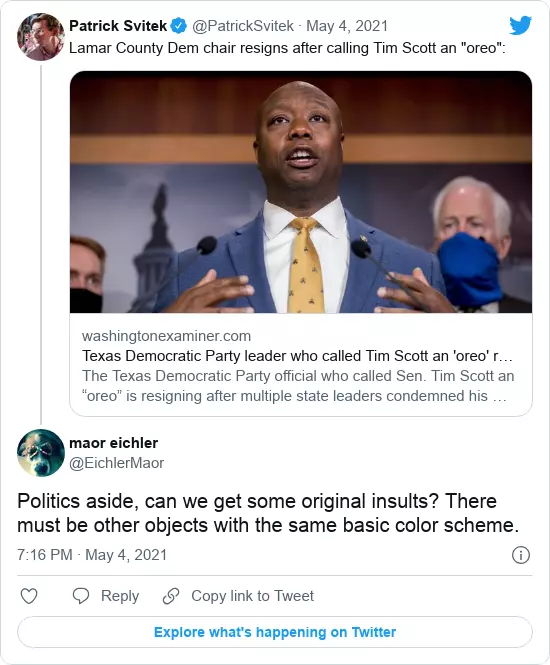 Patrick Svitek @PatrickSvitek · May 4, 2021
Lamar County Dem chair resigns after calling Tim Scott an "oreo":
washingtonexaminer.com
Texas Democratic Party leader who called Tim Scott an 'oreo' r…
The Texas Democratic Party official who called Sen. Tim Scott an
“oreo” is resigning after multiple state leaders condemned his …
maor eichler
@EichlerMaor
Politics aside, can we get some original insults? There
must be other objects with the same basic color scheme.
7:16 PM · May 4, 2021
Reply Copy link to Tweet
Explore what's happening on Twitter